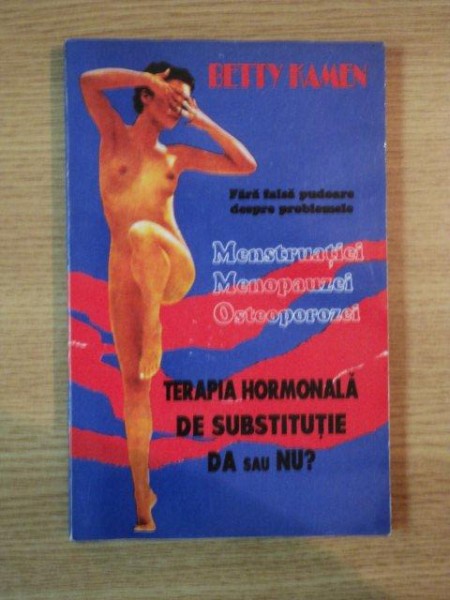 BETTY KAMEN
Fără falsă pudoare
despre problemele
Menstruației
Menopauzei
Osteoporozei
TERAPIA HORMONALĂ
DE SUBSTITUȚIE
DA SAU NU?